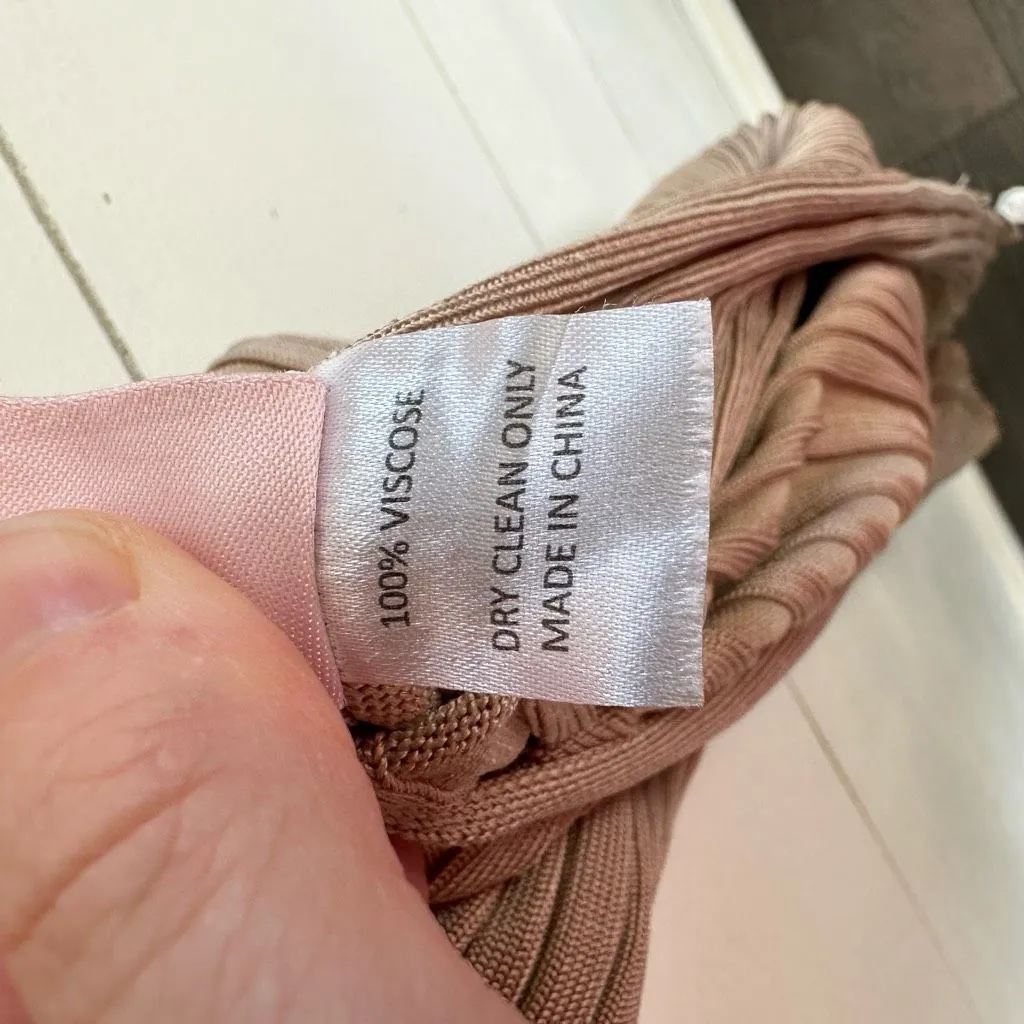 100% VISCOSE
DRY CLEAN ONLY
MADE IN CHINA